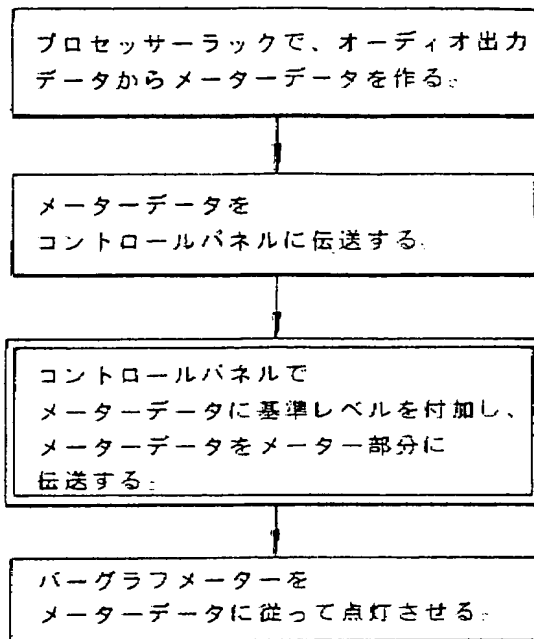 プロセッサーラックで、オーディオ出力
データからメーターデータを作る。
メーターデータを
コントロールパネルに伝送する。
コントロールパネルで
メーターデータに基準レベルを付加し、
メーターデータをメーター部分に
伝送する。
バーグラフメーターを
メーターデータに従って点灯させる。